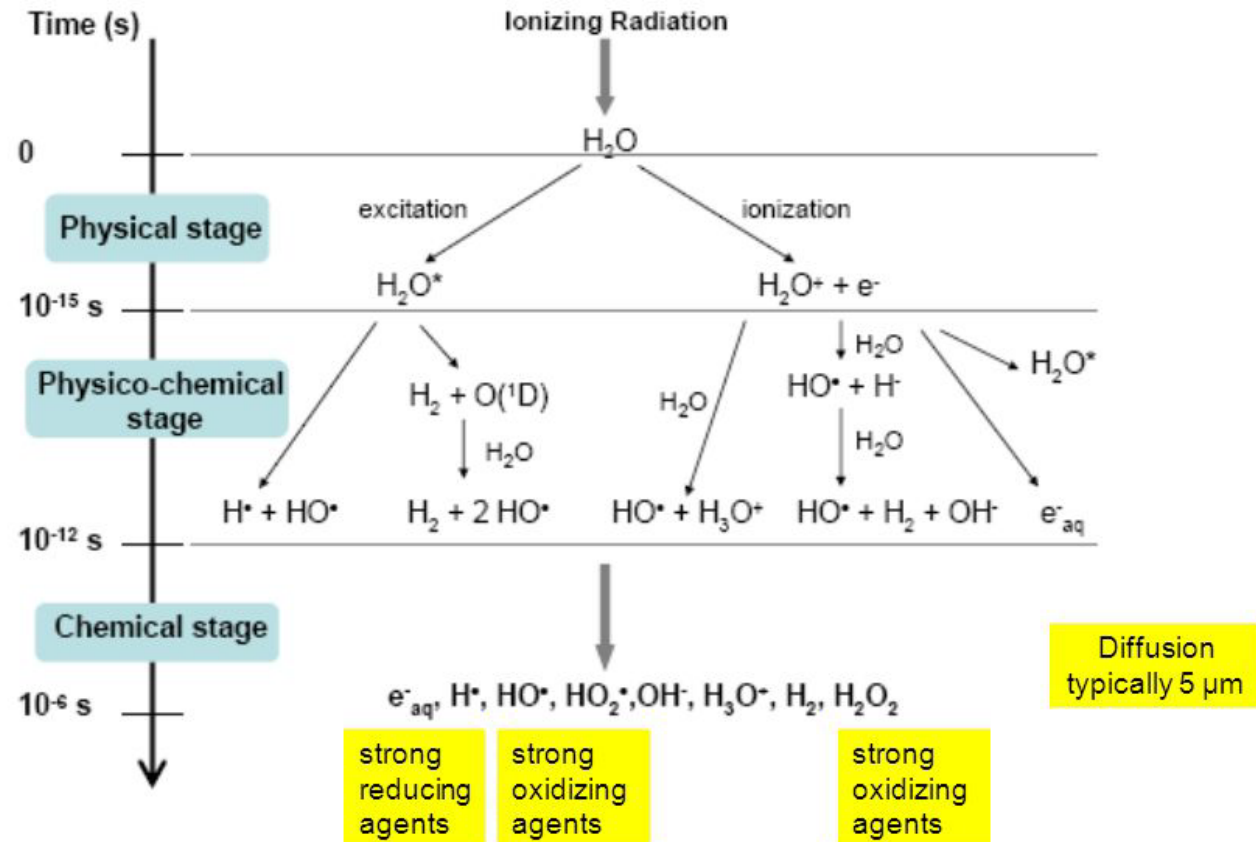 Time (s)
Ionizing Radiation
H₂O
0
excitation
ionization
Physical stage
H₂O*
H₂O⁺ + e⁻
10⁻¹⁵ s
H₂O
H₂O*
Physico-chemical
stage
H₂ + O(¹D)
H₂O
HO• + H⁻
H₂O
H₂O
H• + HO•
H₂ + 2 HO•
HO• + H₃O⁺
HO• + H₂ + OH⁻
e⁻aq
10⁻¹² s
Chemical stage
Diffusion
typically 5 µm
10⁻⁶ s
e⁻aq, H•, HO•, HO₂•,OH⁻, H₃O⁺, H₂, H₂O₂
strong
reducing
agents
strong
oxidizing
agents
strong
oxidizing
agents